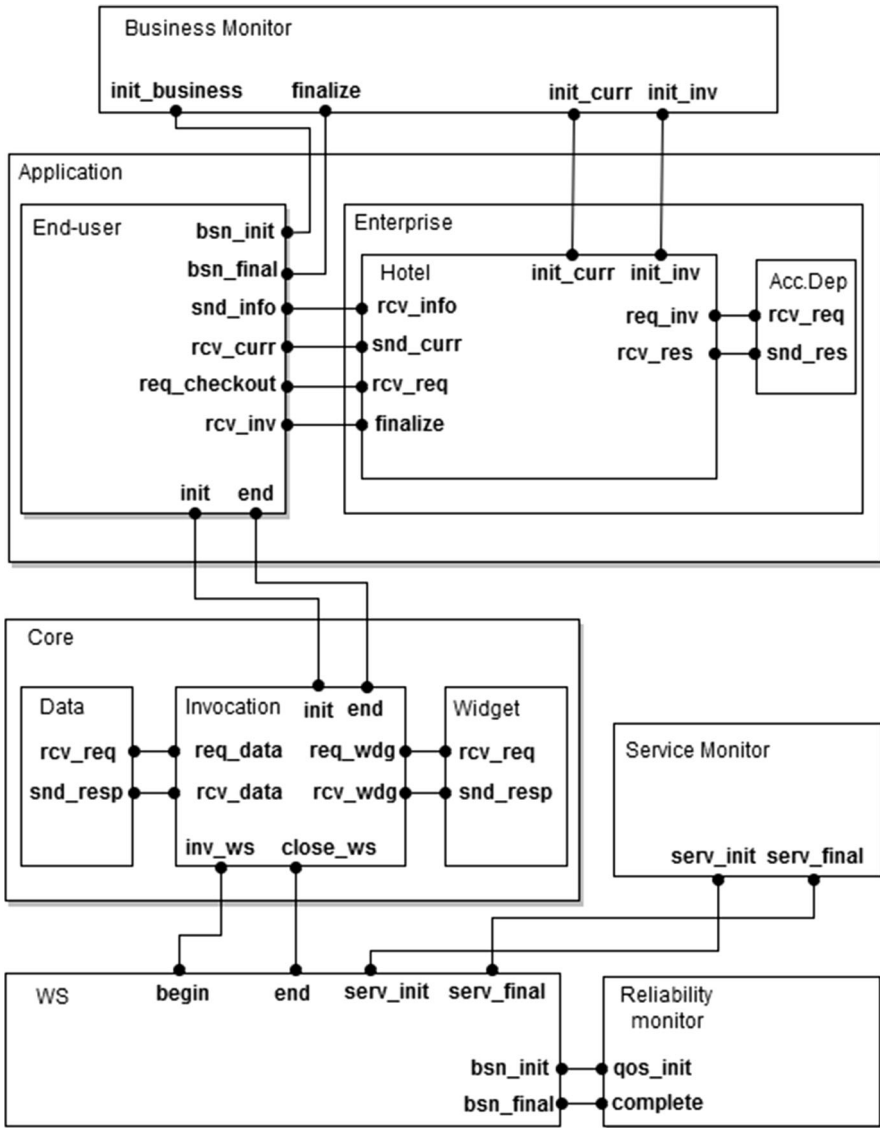 Business Monitor
init_business finalize init_curr init_inv
Application
End-user
bsn_init
bsn_final
snd_info
rcv_curr
req_checkout
rcv_inv
init end
Enterprise
Hotel
init_curr init_inv
rcv_info
snd_curr
rcv_req
finalize
req_inv
rcv_res
Acc.Dep
rcv_req
snd_res
Core
Data
rcv_req
snd_resp
Invocation
init end
req_data req_wdg
rcv_data rcv_wdg
inv_ws close_ws
Widget
rcv_req
snd_resp
Service Monitor
serv_init serv_final
WS
begin end serv_init serv_final
bsn_init
bsn_final
Reliability
monitor
qos_init
complete